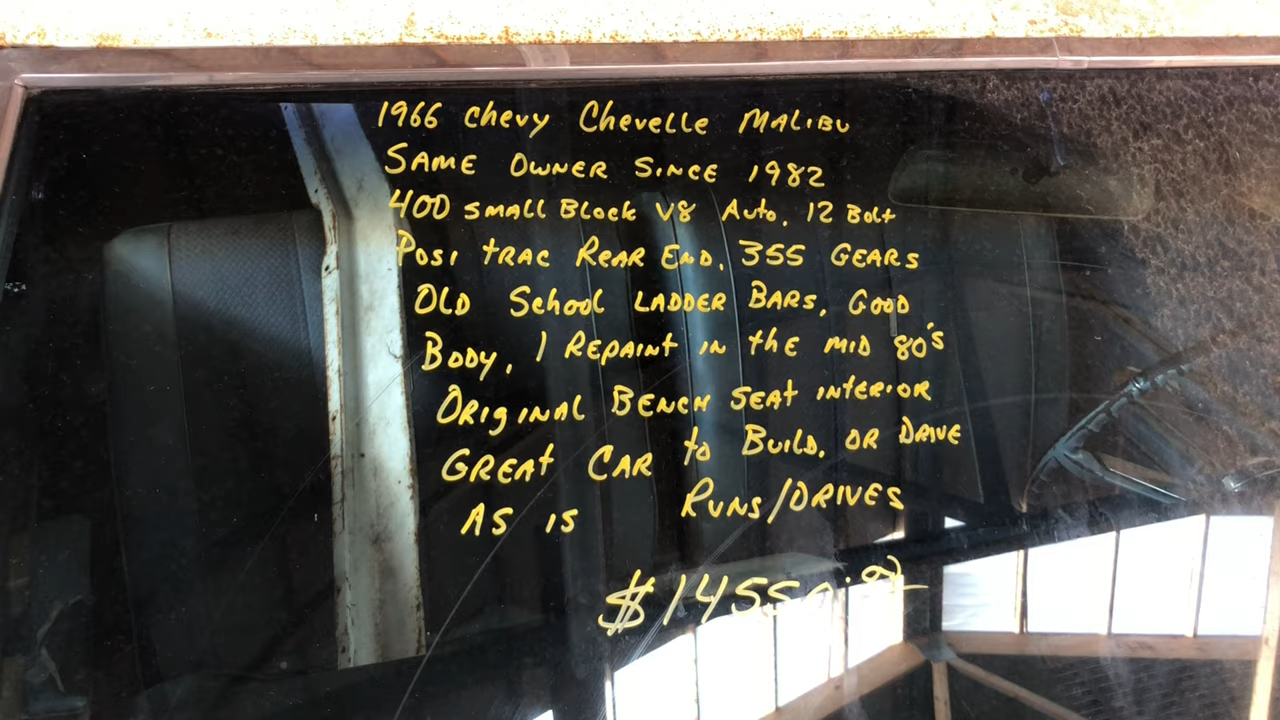 1966 Chevy Chevelle MALIBU
SAME OWNER SINCE 1982
400 small Block V8 Auto. 12 Bolt
Posi trac REAR END. 355 GEARS
OLD School LADDER BARS, GOOD
BODY, 1 REPAINT IN the MID 80's
ORIGINAL BENCH SEAT INTERIOR
GREAT CAR to BUILD. OR DRIVE
AS IS RUNS/DRIVES